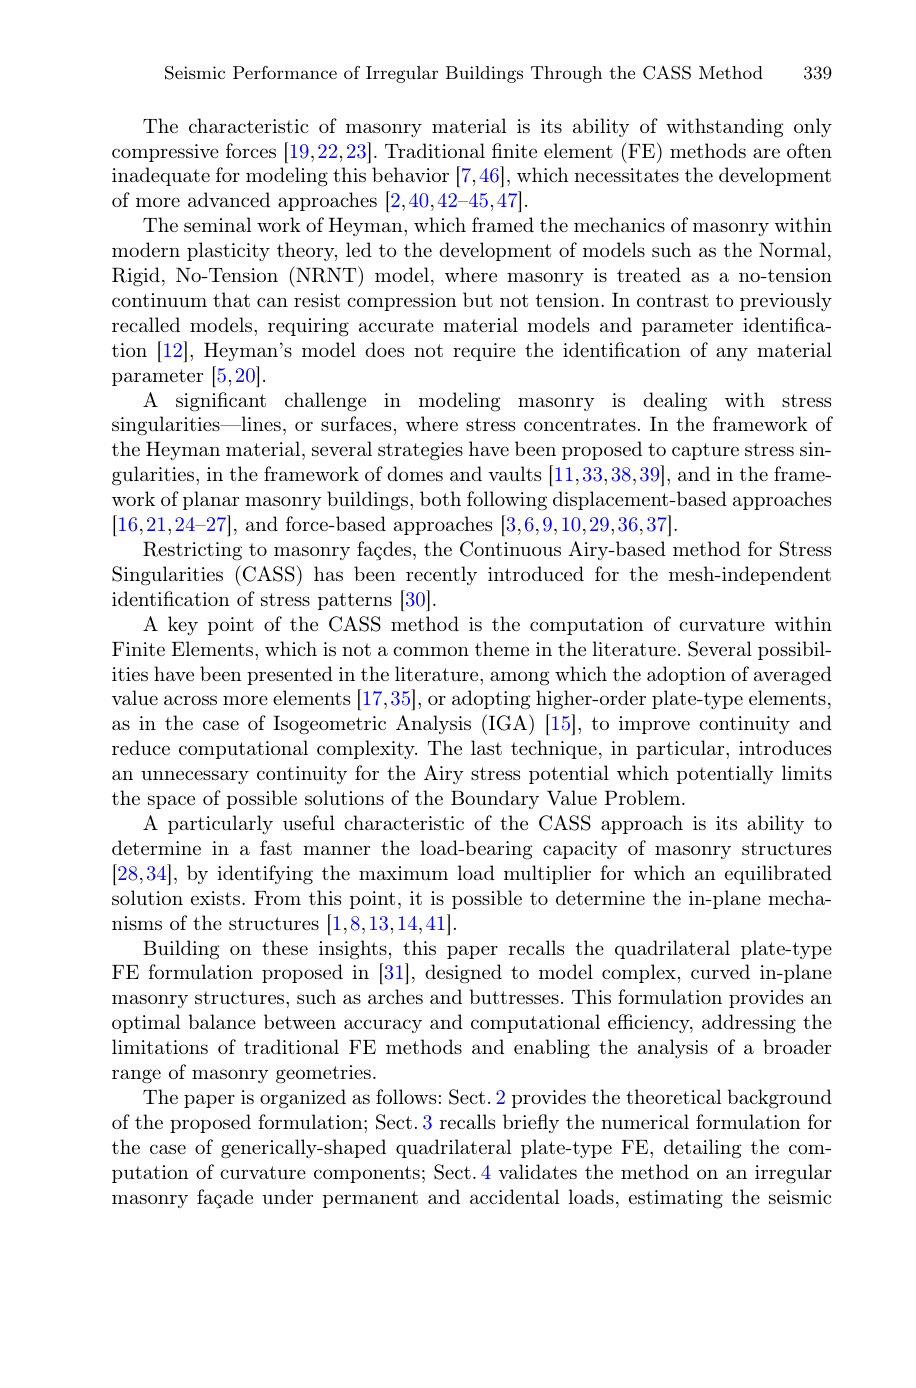 Seismic Performance of Irregular Buildings Through the CASS Method 339
The characteristic of masonry material is its ability of withstanding only
compressive forces [19,22,23]. Traditional finite element (FE) methods are often
inadequate for modeling this behavior [7,46], which necessitates the development
of more advanced approaches [2,40,42–45,47].
The seminal work of Heyman, which framed the mechanics of masonry within
modern plasticity theory, led to the development of models such as the Normal,
Rigid, No-Tension (NRNT) model, where masonry is treated as a no-tension
continuum that can resist compression but not tension. In contrast to previously
recalled models, requiring accurate material models and parameter identifica-
tion [12], Heyman's model does not require the identification of any material
parameter [5,20].
A significant challenge in modeling masonry is dealing with stress
singularities—lines, or surfaces, where stress concentrates. In the framework of
the Heyman material, several strategies have been proposed to capture stress sin-
gularities, in the framework of domes and vaults [11,33,38,39], and in the frame-
work of planar masonry buildings, both following displacement-based approaches
[16,21,24–27], and force-based approaches [3,6,9,10,29,36,37].
Restricting to masonry façdes, the Continuous Airy-based method for Stress
Singularities (CASS) has been recently introduced for the mesh-independent
identification of stress patterns [30].
A key point of the CASS method is the computation of curvature within
Finite Elements, which is not a common theme in the literature. Several possibil-
ities have been presented in the literature, among which the adoption of averaged
value across more elements [17,35], or adopting higher-order plate-type elements,
as in the case of Isogeometric Analysis (IGA) [15], to improve continuity and
reduce computational complexity. The last technique, in particular, introduces
an unnecessary continuity for the Airy stress potential which potentially limits
the space of possible solutions of the Boundary Value Problem.
A particularly useful characteristic of the CASS approach is its ability to
determine in a fast manner the load-bearing capacity of masonry structures
[28,34], by identifying the maximum load multiplier for which an equilibrated
solution exists. From this point, it is possible to determine the in-plane mecha-
nisms of the structures [1,8,13,14,41].
Building on these insights, this paper recalls the quadrilateral plate-type
FE formulation proposed in [31], designed to model complex, curved in-plane
masonry structures, such as arches and buttresses. This formulation provides an
optimal balance between accuracy and computational efficiency, addressing the
limitations of traditional FE methods and enabling the analysis of a broader
range of masonry geometries.
The paper is organized as follows: Sect. 2 provides the theoretical background
of the proposed formulation; Sect. 3 recalls briefly the numerical formulation for
the case of generically-shaped quadrilateral plate-type FE, detailing the com-
putation of curvature components; Sect. 4 validates the method on an irregular
masonry façade under permanent and accidental loads, estimating the seismic